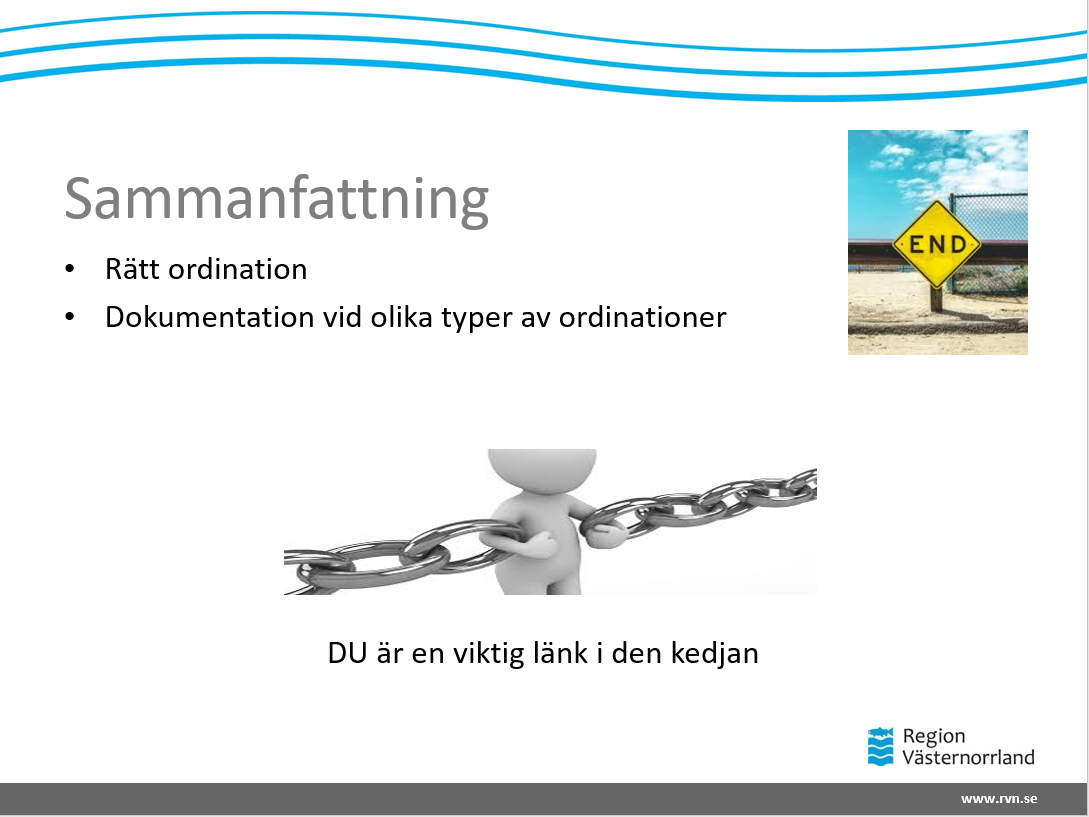 Sammanfattning
• Rätt ordination
• Dokumentation vid olika typer av ordinationer
END
DU är en viktig länk i den kedjan
Region
Västernorrland
www.rvn.se